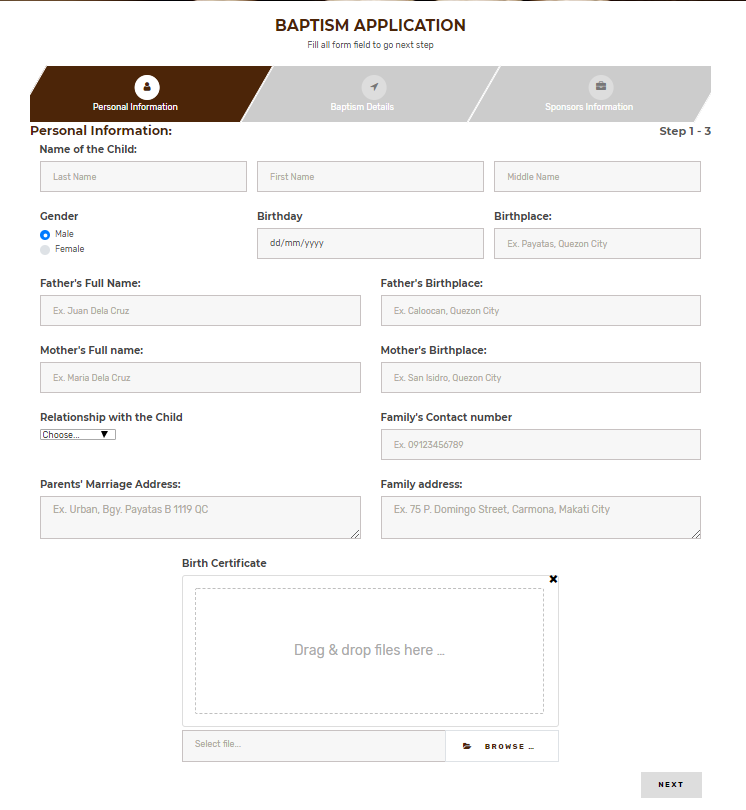 BAPTISM APPLICATION
Fill all form field to go next step
Personal Information
Baptism Details
Sponsors Information
Personal Information:
Step 1 - 3
Name of the Child:
Last Name
First Name
Middle Name
Gender
Birthday
Birthplace:
Male
Female
dd/mm/yyyy
Ex. Payatas, Quezon City
Father's Full Name:
Father's Birthplace:
Ex. Juan Dela Cruz
Ex. Caloocan, Quezon City
Mother's Full name:
Mother's Birthplace:
Ex. Maria Dela Cruz
Ex. San Isidro, Quezon City
Relationship with the Child
Family's Contact number
Choose...
Ex. 09123456789
Parents' Marriage Address:
Family address:
Ex. Urban, Bgy. Payatas B 1119 QC
Ex. 75 P. Domingo Street, Carmona, Makati City
Birth Certificate
Drag & drop files here …
Select file...
BROWSE …
NEXT